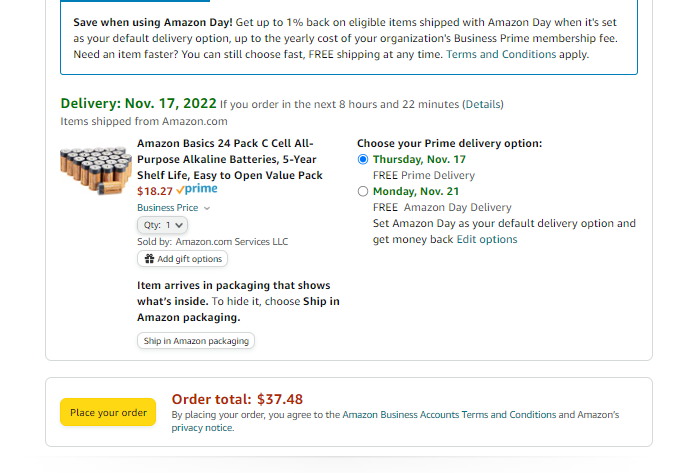 Save when using Amazon Day! Get up to 1% back on eligible items shipped with Amazon Day when it's set
as your default delivery option, up to the yearly cost of your organization's Business Prime membership fee.
Need an item faster? You can still choose fast, FREE shipping at any time. Terms and Conditions apply.
Delivery: Nov. 17, 2022 If you order in the next 8 hours and 22 minutes (Details)
Items shipped from Amazon.com
Amazon Basics 24 Pack C Cell All-
Purpose Alkaline Batteries, 5-Year
Shelf Life, Easy to Open Value Pack
$18.27 prime
Business Price
Qty: 1
Sold by: Amazon.com Services LLC
Add gift options
Item arrives in packaging that shows
what's inside. To hide it, choose Ship in
Amazon packaging.
Ship in Amazon packaging
Choose your Prime delivery option:
Thursday, Nov. 17
FREE Prime Delivery
Monday, Nov. 21
FREE Amazon Day Delivery
Set Amazon Day as your default delivery option and
get money back Edit options
Place your order
Order total: $37.48
By placing your order, you agree to the Amazon Business Accounts Terms and Conditions and Amazon's
privacy notice.